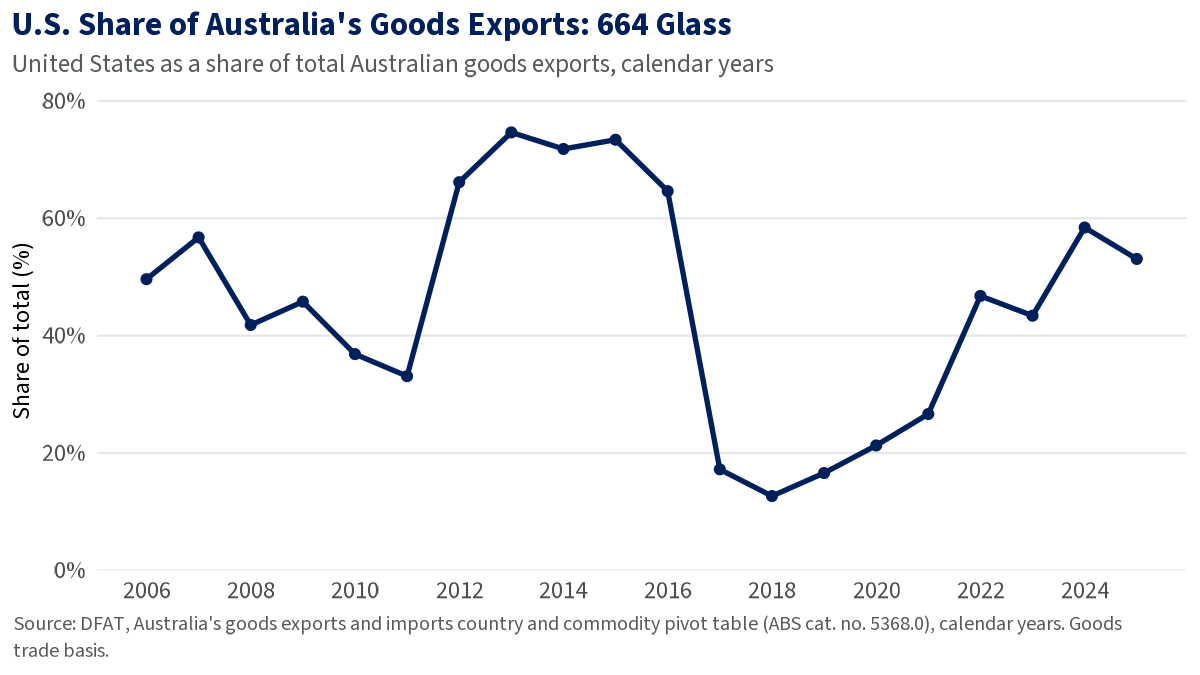 U.S. Share of Australia's Goods Exports: 664 Glass
United States as a share of total Australian goods exports, calendar years
Share of total (%)
80%
60%
40%
20%
0%
2006 2008 2010 2012 2014 2016 2018 2020 2022 2024
Source: DFAT, Australia's goods exports and imports country and commodity pivot table (ABS cat. no. 5368.0), calendar years. Goods
trade basis.